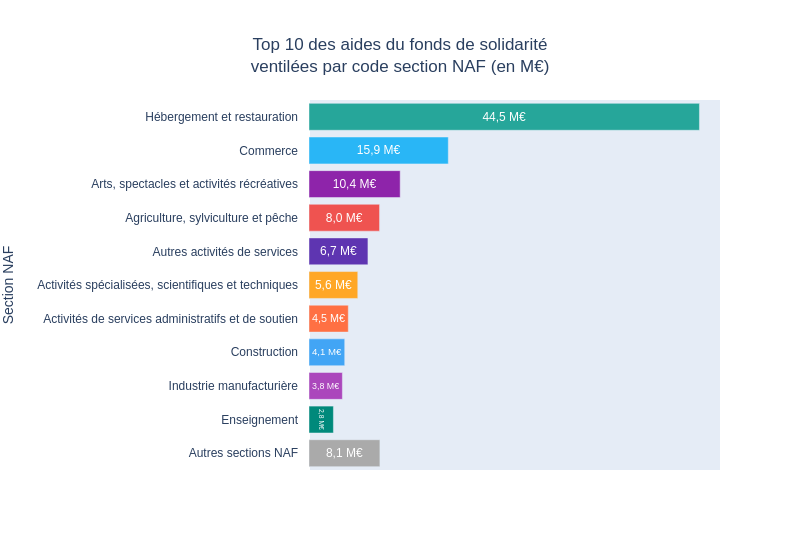 Top 10 des aides du fonds de solidarité
ventilées par code section NAF (en M€)
Section NAF
Hébergement et restauration 44,5 M€
Commerce 15,9 M€
Arts, spectacles et activités récréatives 10,4 M€
Agriculture, sylviculture et pêche 8,0 M€
Autres activités de services 6,7 M€
Activités spécialisées, scientifiques et techniques 5,6 M€
Activités de services administratifs et de soutien 4,5 M€
Construction 4,1 M€
Industrie manufacturière 3,8 M€
Enseignement 2,8 M€
Autres sections NAF 8,1 M€